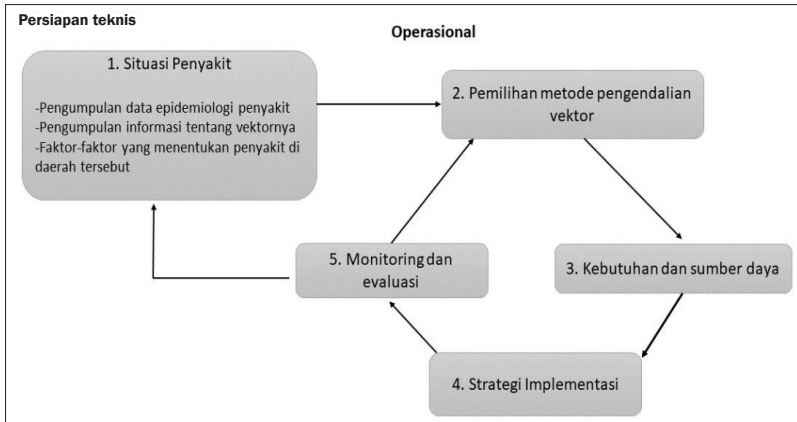 Persiapan teknis
Operasional
1. Situasi Penyakit
-Pengumpulan data epidemiologi penyakit
-Pengumpulan informasi tentang vektornya
-Faktor-faktor yang menentukan penyakit di
daerah tersebut
2. Pemilihan metode pengendalian
vektor
3. Kebutuhan dan sumber daya
4. Strategi Implementasi
5. Monitoring dan
evaluasi